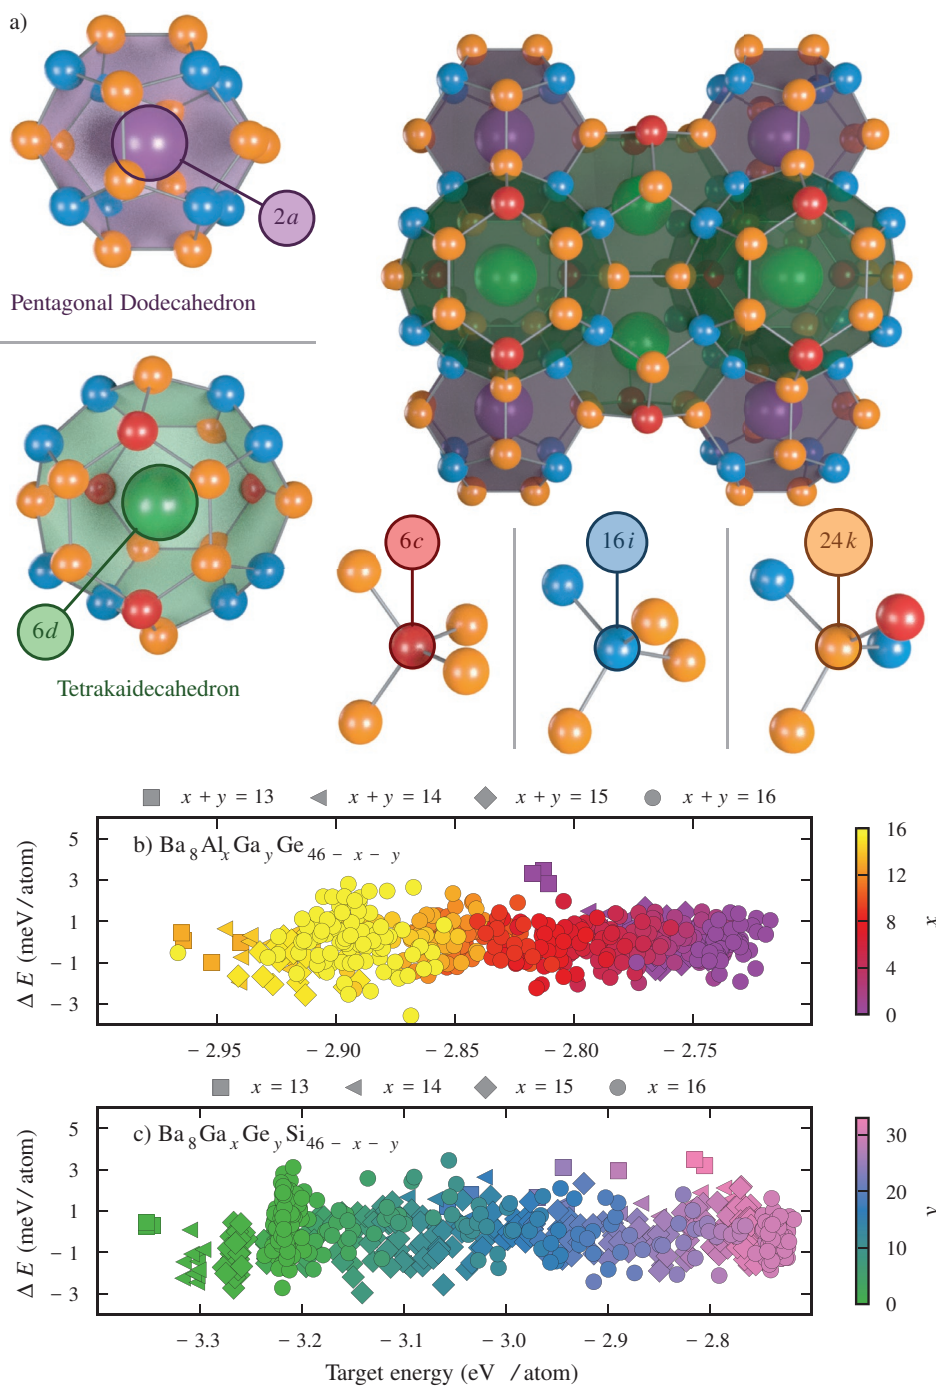 a)
2a
Pentagonal Dodecahedron
6d
Tetrakaidecahedron
6c
16i
24k
x + y = 13 x + y = 14 x + y = 15 x + y = 16
b) Ba8AlxGayGe46 − x − y
ΔE (meV/atom)
5
3
1
− 1
− 3
− 2.95 − 2.90 − 2.85 − 2.80 − 2.75
16
12
8
4
0
x
x = 13 x = 14 x = 15 x = 16
c) Ba8GaxGeySi46 − x − y
ΔE (meV/atom)
5
3
1
− 1
− 3
− 3.3 − 3.2 − 3.1 − 3.0 − 2.9 − 2.8
Target energy (eV /atom)
30
20
10
0
y